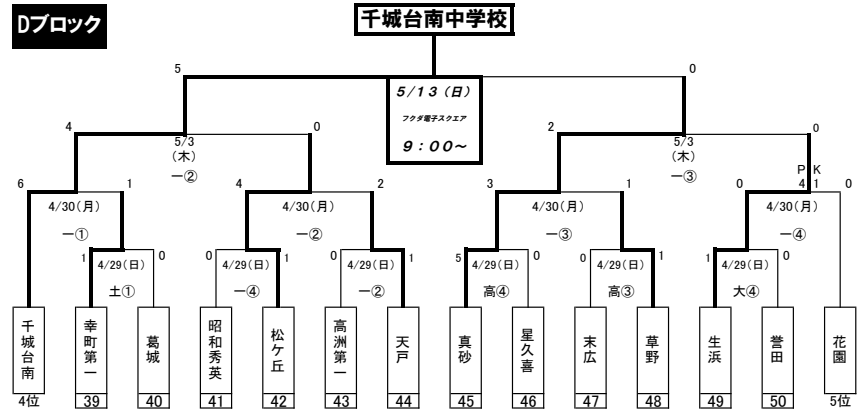 Dブロック
千城台南中学校
5 0
5/13(日)
フクダ電子スクエア
9:00~
4 0 2 0
5/3
(木)
一②
5/3
(木)
一③
PK
6 1 4 2 3 1 0 4 1 0
4/30(月) 4/30(月) 4/30(月) 4/30(月)
一① 一② 一③ 一④
1 0 0 1 0 1 5 0 0 1 1 0
4/29(日) 4/29(日) 4/29(日) 4/29(日) 4/29(日) 4/29(日)
土① 一④ 一② 高④ 高③ 大④
千城台南
幸町第一
葛城
昭和秀英
松ケ丘
高洲第一
天戸
真砂
星久喜
末広
草野
生浜
誉田
花園
4位 39 40 41 42 43 44 45 46 47 48 49 50 5位